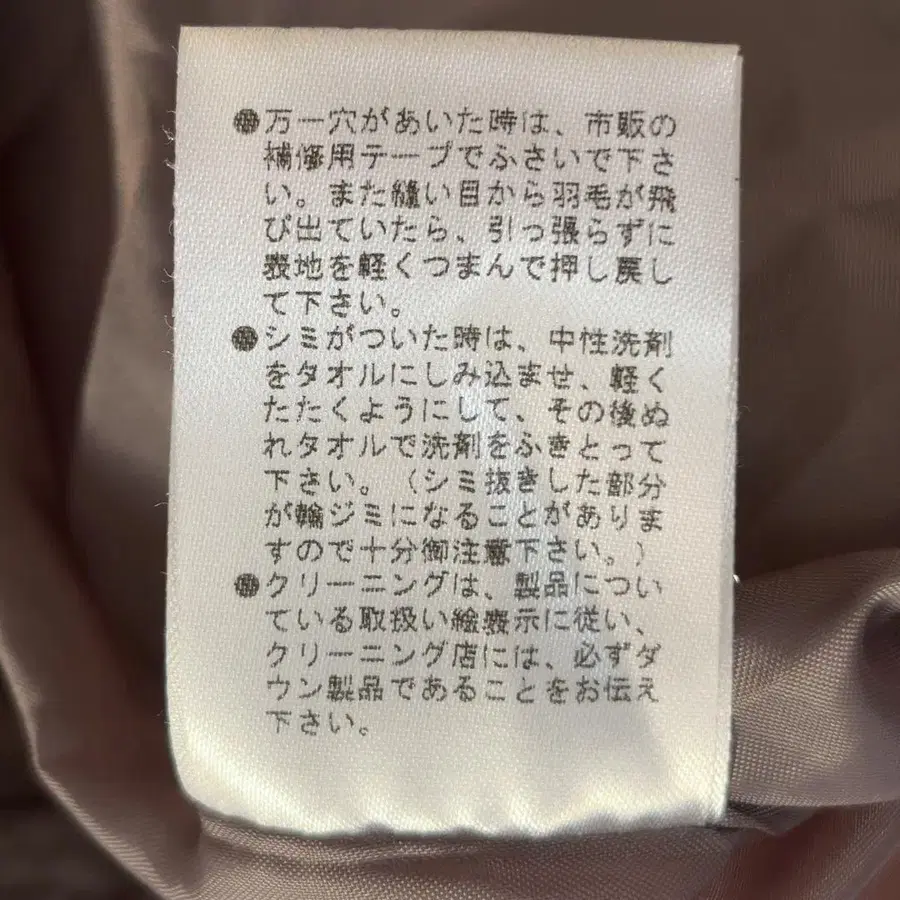 ●万一穴があいた時は、市販の
補修用テープでふさいで下さ
い。また縫い目から羽毛が飛
び出ていたら、引っ張らずに
表地を軽くつまんで押し戻し
て下さい。
●シミがついた時は、中性洗剤
をタオルにしみ込ませ、軽く
たたくようにして、その後ぬ
れタオルで洗剤をふきとって
下さい。（シミ抜きした部分
が輪ジミになることがありま
すので十分御注意下さい。）
●クリーニングは、製品につい
ている取扱い絵表示に従い、
クリーニング店には、必ずダ
ウン製品であることをお伝え
下さい。